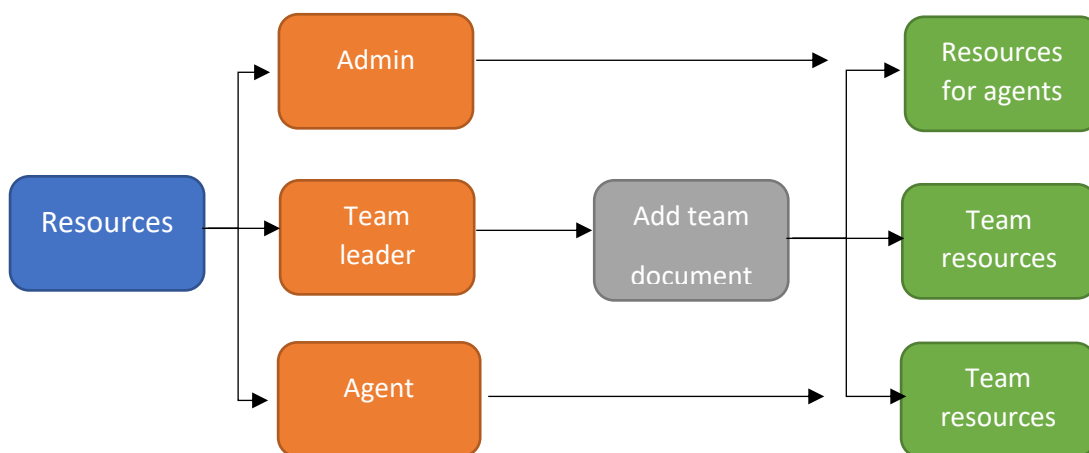 Admin
Resources
for agents
Resources
Team
leader
Add team
document
Team
resources
Agent
Team
resources